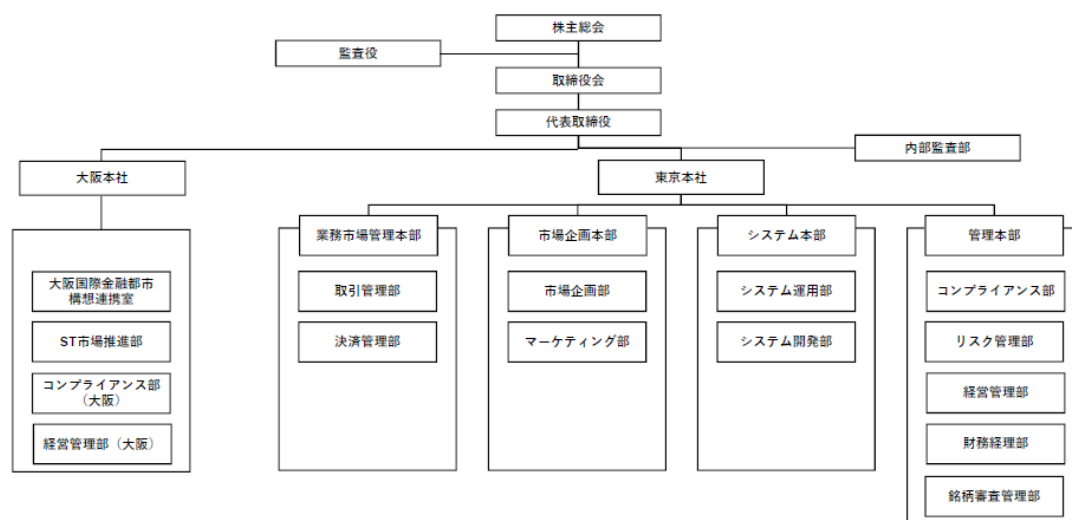 株主総会
監査役
取締役会
代表取締役
内部監査部
大阪本社
東京本社
大阪国際金融都市
構想連携室
ST市場推進部
コンプライアンス部
（大阪）
経営管理部（大阪）
業務市場管理本部
取引管理部
決済管理部
市場企画本部
市場企画部
マーケティング部
システム本部
システム運用部
システム開発部
管理本部
コンプライアンス部
リスク管理部
経営管理部
財務経理部
銘柄審査管理部